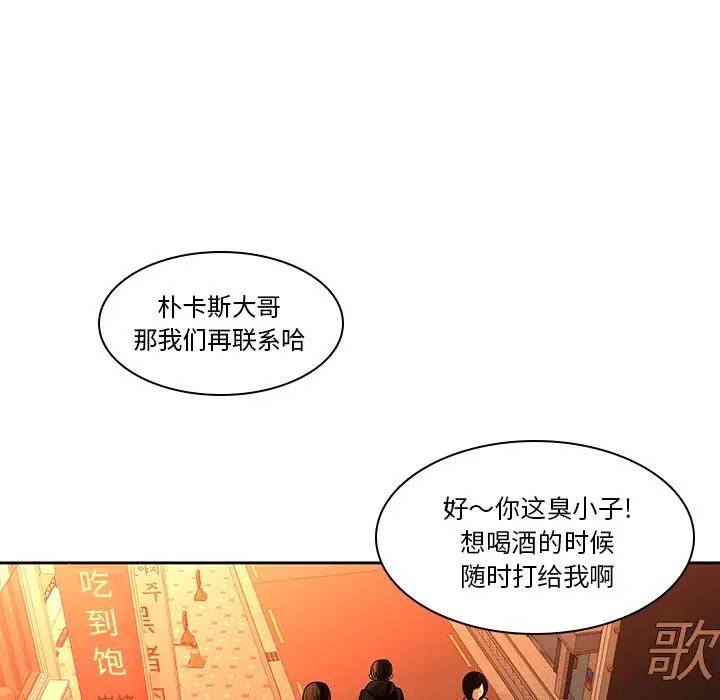 朴卡斯大哥
那我们再联系哈
好～你这臭小子!
想喝酒的时候
随时打给我啊
吃到饱
歌